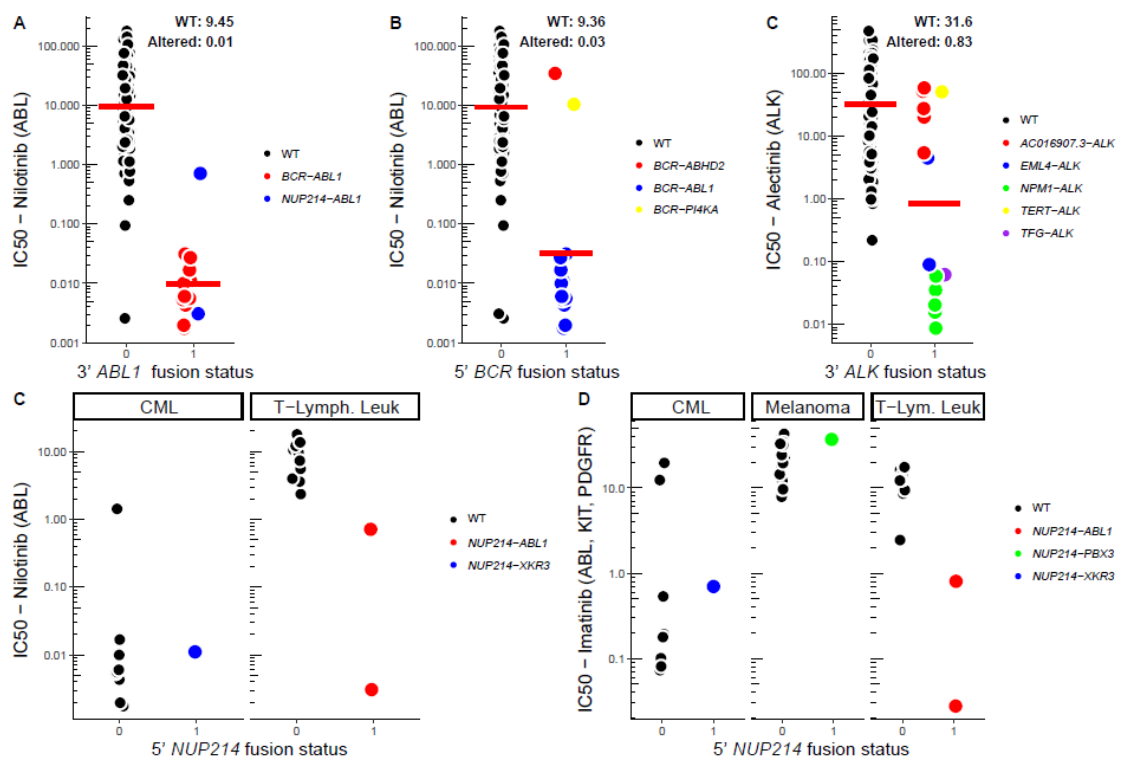 A
WT: 9.45
Altered: 0.01
IC50 − Nilotinib (ABL)
100.000
10.000
1.000
0.100
0.010
0.001
0
1
3' ABL1 fusion status
WT
BCR−ABL1
NUP214−ABL1
B
WT: 9.36
Altered: 0.03
IC50 − Nilotinib (ABL)
100.000
10.000
1.000
0.100
0.010
0.001
0
1
5' BCR fusion status
WT
BCR−ABHD2
BCR−ABL1
BCR−PI4KA
C
WT: 31.6
Altered: 0.83
IC50 − Alectinib (ALK)
100.00
10.00
1.00
0.10
0.01
0
1
3' ALK fusion status
WT
AC016907.3−ALK
EML4−ALK
NPM1−ALK
TERT−ALK
TFG−ALK
C
CML
T−Lymph. Leuk
IC50 − Nilotinib (ABL)
10.00
1.00
0.10
0.01
0
1
0
1
5' NUP214 fusion status
WT
NUP214−ABL1
NUP214−XKR3
D
CML
Melanoma
T−Lym. Leuk
IC50 − Imatinib (ABL, KIT, PDGFR)
10.0
1.0
0.1
0
1
0
1
0
1
5' NUP214 fusion status
WT
NUP214−ABL1
NUP214−PBX3
NUP214−XKR3